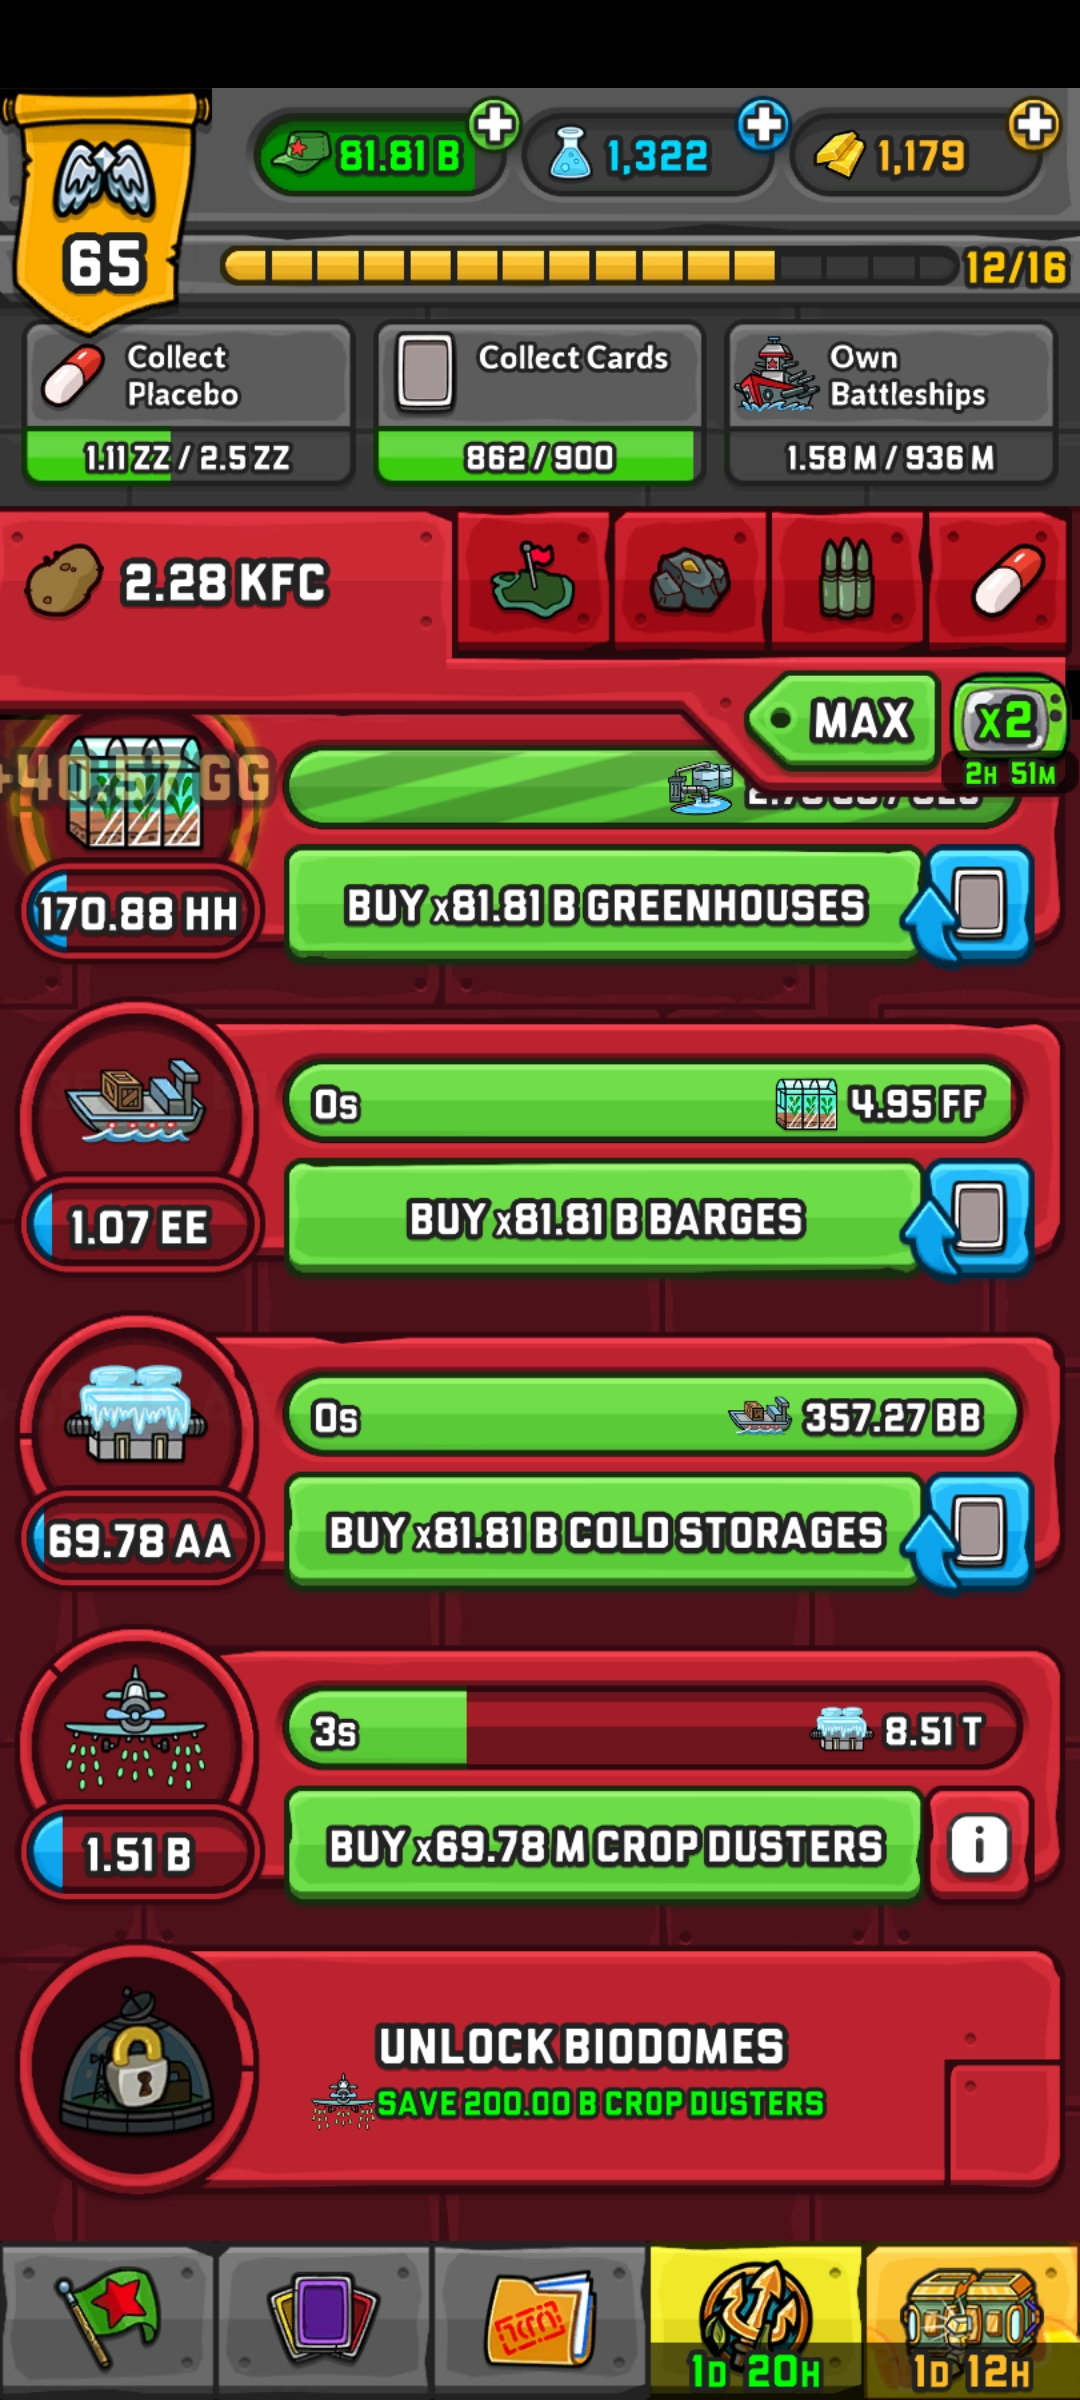 81.81 B
1,322
1,179
65
12/16
Collect
Placebo
1.11 ZZ / 2.5 ZZ
Collect Cards
862/900
Own
Battleships
1.58 M / 936 M
2.28 KFC
MAX
x2
2H 51M
+40.57 GG
170.88 HH
BUY x81.81 B GREENHOUSES
0s
4.95 FF
1.07 EE
BUY x81.81 B BARGES
0s
357.27 BB
69.78 AA
BUY x81.81 B COLD STORAGES
3s
8.51 T
1.51 B
BUY x69.78 M CROP DUSTERS
i
UNLOCK BIODOMES
SAVE 200.00 B CROP DUSTERS
1D 20H
1D 12H